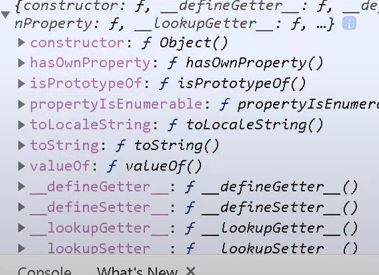 {constructor: ƒ, __defineGetter__: ƒ, __de
nProperty: ƒ, __lookupGetter__: ƒ, …} i
▶ constructor: ƒ Object()
▶ hasOwnProperty: ƒ hasOwnProperty()
▶ isPrototypeOf: ƒ isPrototypeOf()
▶ propertyIsEnumerable: ƒ propertyIsEnumera
▶ toLocaleString: ƒ toLocaleString()
▶ toString: ƒ toString()
▶ valueOf: ƒ valueOf()
▶ __defineGetter__: ƒ __defineGetter__()
▶ __defineSetter__: ƒ __defineSetter__()
▶ __lookupGetter__: ƒ __lookupGetter__()
▶ __lookupSetter__: ƒ __lookupSetter__()
Console What's New ✕